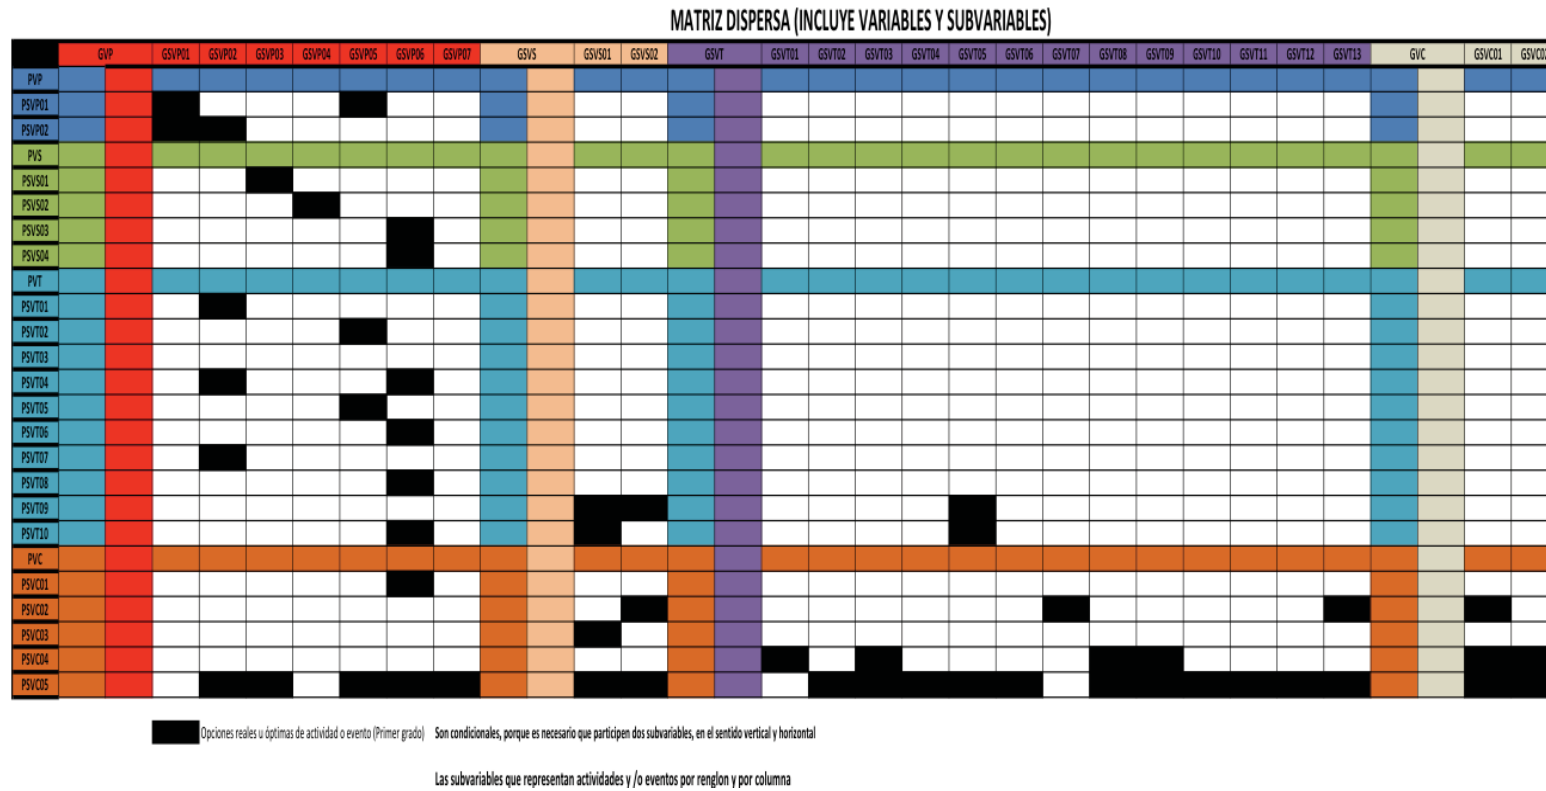 MATRIZ DISPERSA (INCLUYE VARIABLES Y SUBVARIABLES)
GVP GSVP01 GSVP02 GSVP03 GSVP04 GSVP05 GSVP06 GSVP07 GSVS GSVS01 GSVS02 GSVT GSVT01 GSVT02 GSVT03 GSVT04 GSVT05 GSVT06 GSVT07 GSVT08 GSVT09 GSVT10 GSVT11 GSVT12 GSVT13 GVC GSVC01 GSVC02
PVP
PSVP01
PSVP02
PVS
PSVS01
PSVS02
PSVS03
PSVS04
PVT
PSVT01
PSVT02
PSVT03
PSVT04
PSVT05
PSVT06
PSVT07
PSVT08
PSVT09
PSVT10
PVC
PSVC01
PSVC02
PSVC03
PSVC04
PSVC05
Opciones reales u óptimas de actividad o evento (Primer grado) Son condicionales, porque es necesario que participen dos subvariables, en el sentido vertical y horizontal
Las subvariables que representan actividades y /o eventos por renglon y por columna